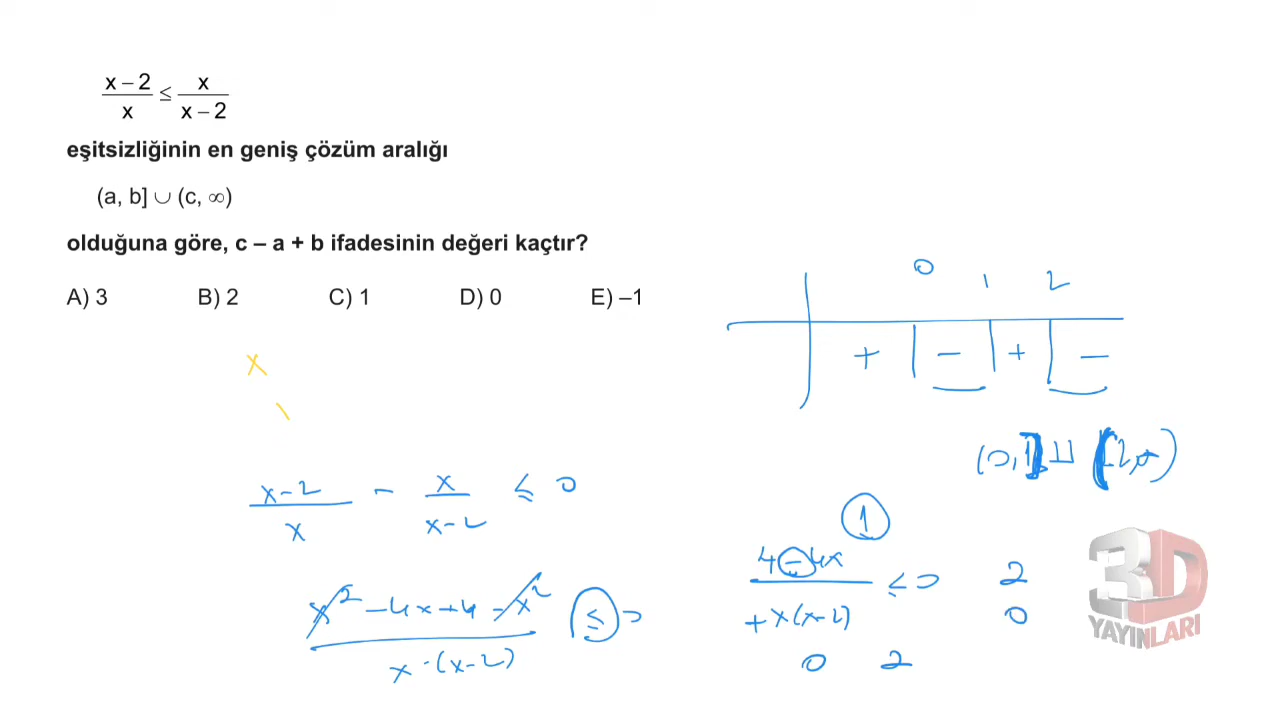 x – 2 / x ≤ x / x – 2
eşitsizliğinin en geniş çözüm aralığı
(a, b] ∪ (c, ∞)
olduğuna göre, c – a + b ifadesinin değeri kaçtır?
A) 3 B) 2 C) 1 D) 0 E) –1
x
x-2 / x - x / x-2 ≤ 0
x² -4x+4 -x² / x·(x-2) ≤ 0
0 1 2
+ - + -
(0,1] ∪ (2,∞)
1
4-4x / +x(x-2) ≤ 0
0 2
2
0
3D
YAYINLARI